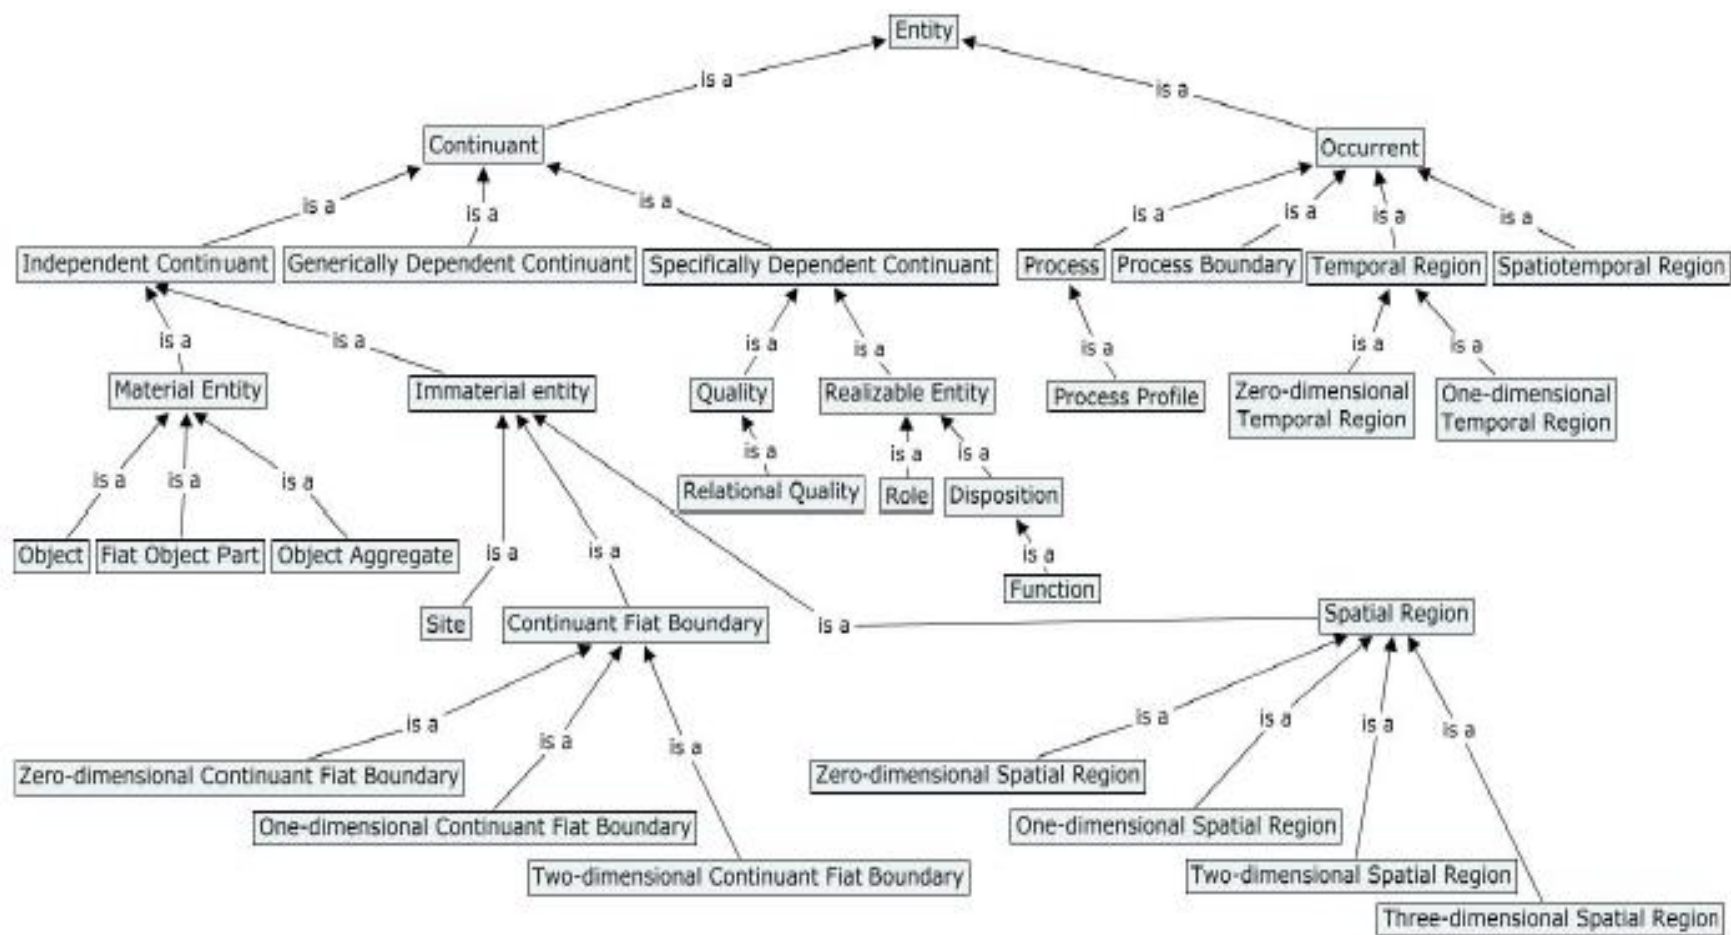 Entity
is a
is a
Continuant
Occurrent
is a
is a
is a
is a
is a
is a
is a
Independent Continuant
Generically Dependent Continuant
Specifically Dependent Continuant
Process
Process Boundary
Temporal Region
Spatiotemporal Region
is a
is a
is a
is a
is a
is a
is a
Material Entity
Immaterial entity
Quality
Realizable Entity
Process Profile
Zero-dimensional
Temporal Region
One-dimensional
Temporal Region
is a
is a
is a
is a
is a
is a
Relational Quality
Role
Disposition
Object
Fiat Object Part
Object Aggregate
is a
is a
is a
Function
Site
Continuant Fiat Boundary
is a
Spatial Region
is a
is a
is a
is a
is a
is a
is a
Zero-dimensional Continuant Fiat Boundary
Zero-dimensional Spatial Region
One-dimensional Continuant Fiat Boundary
One-dimensional Spatial Region
Two-dimensional Continuant Fiat Boundary
Two-dimensional Spatial Region
Three-dimensional Spatial Region